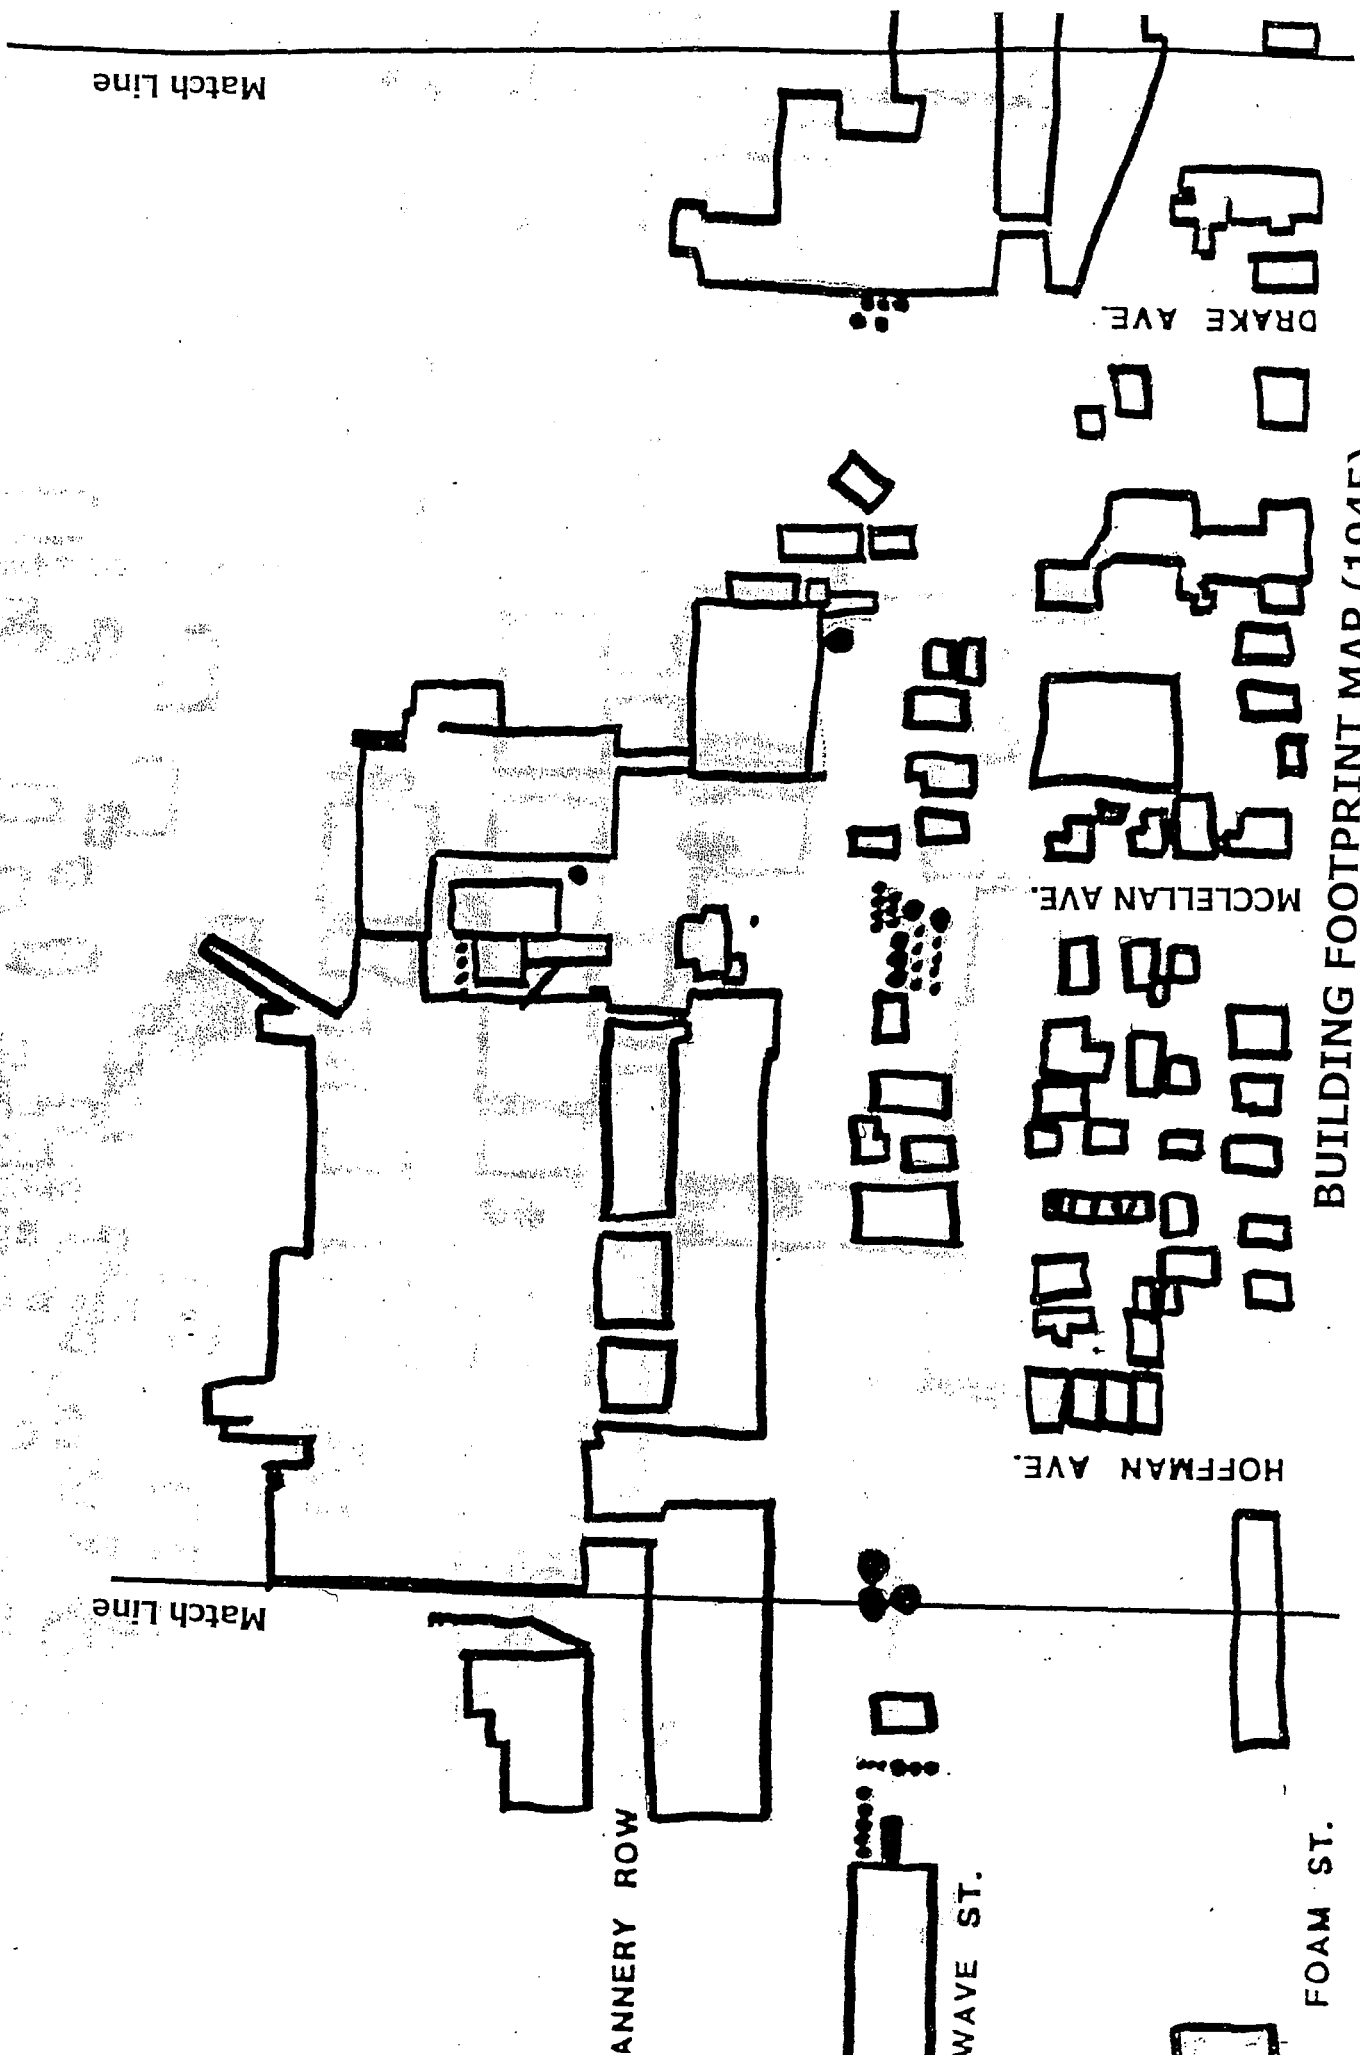 Match Line
DRAKE AVE.
MCCLELLAN AVE.
BUILDING FOOTPRINT MAP (1945)
HOFFMAN AVE.
Match Line
ANNERY ROW
WAVE ST.
FOAM ST.